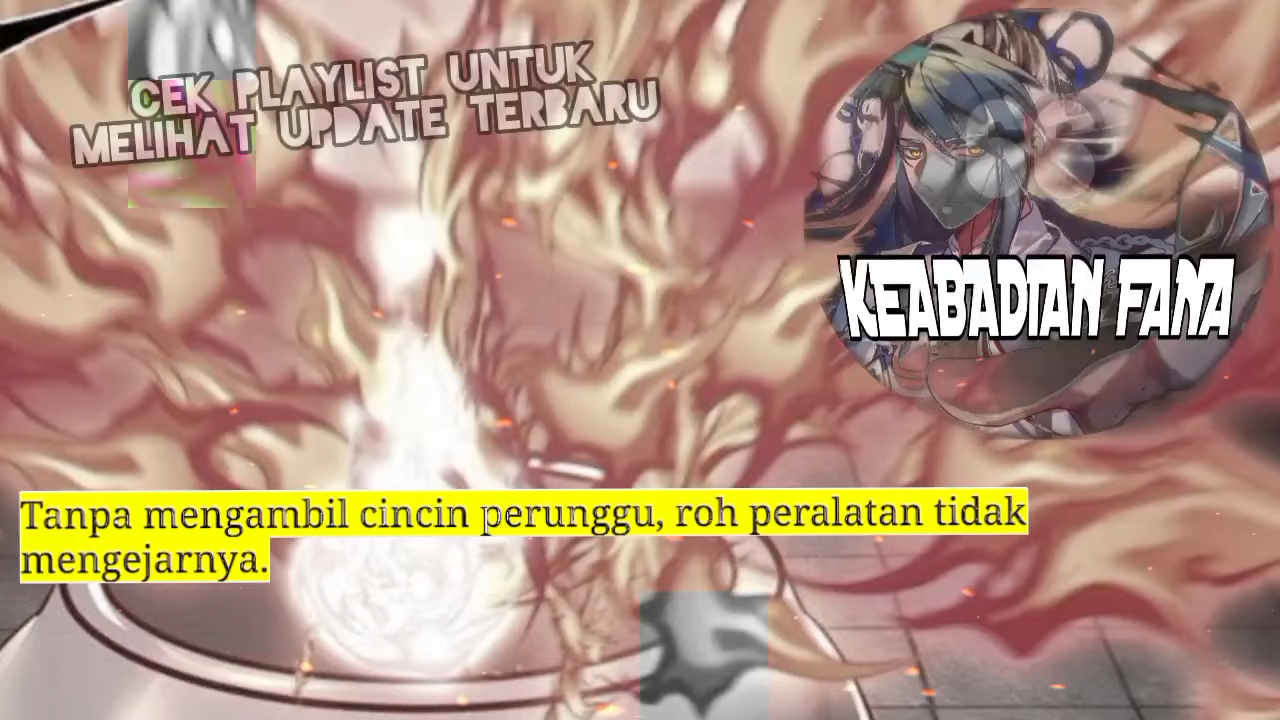 CEK PLAYLIST UNTUK
MELIHAT UPDATE TERBARU
KEABADIAN FANA
Tanpa mengambil cincin perunggu, roh peralatan tidak
mengejarnya.